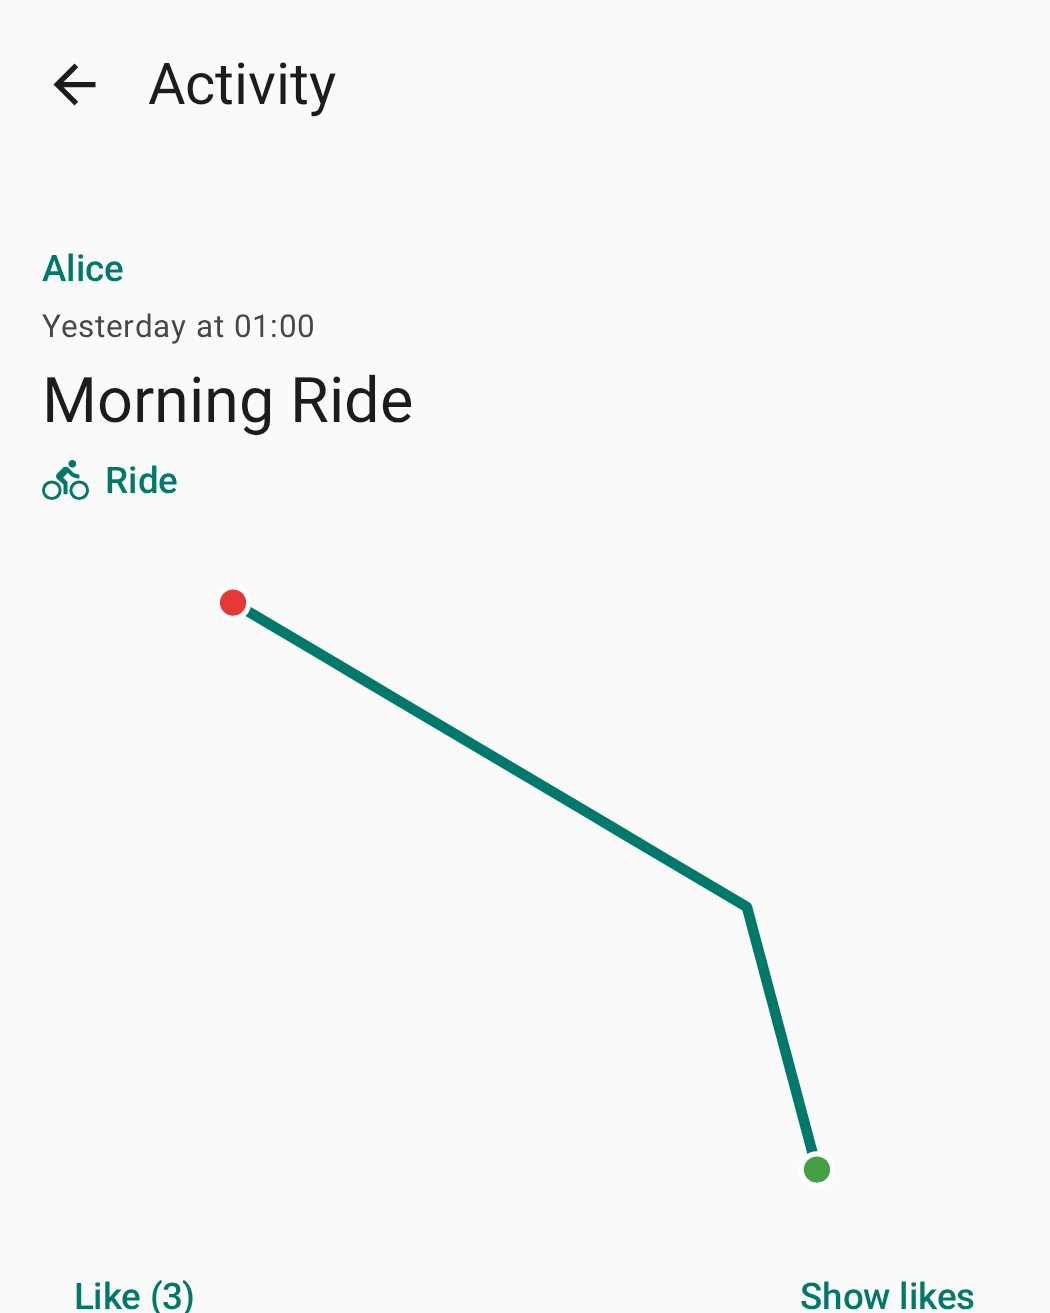 Activity
Alice
Yesterday at 01:00
Morning Ride
Ride
Like (3)
Show likes